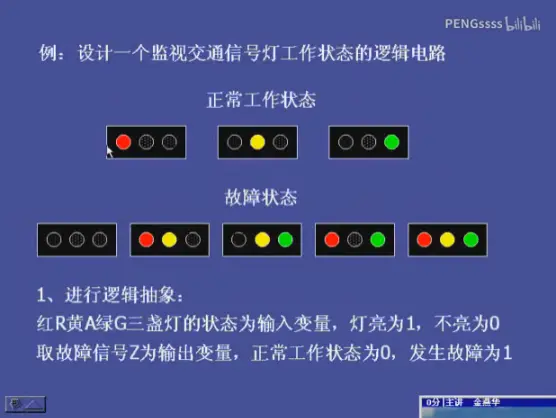 PENGssss bilibili
例：设计一个监视交通信号灯工作状态的逻辑电路
正常工作状态
故障状态
1、进行逻辑抽象：
红R黄A绿G三盏灯的状态为输入变量，灯亮为1，不亮为0
取故障信号Z为输出变量，正常工作状态为0，发生故障为1
0分|主讲 金燕华